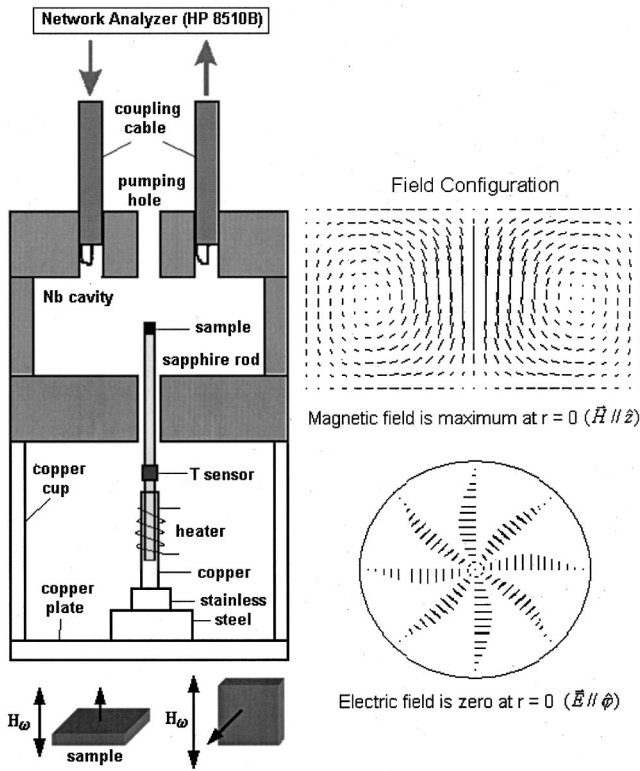 Network Analyzer (HP 8510B)
coupling
cable
pumping
hole
Nb cavity
sample
sapphire rod
T sensor
copper
cup
heater
copper
copper
plate
stainless
steel
Hω
sample
Hω
Field Configuration
Magnetic field is maximum at r = 0 (H⃗ // ẑ)
Electric field is zero at r = 0 (E⃗ // φ̂)